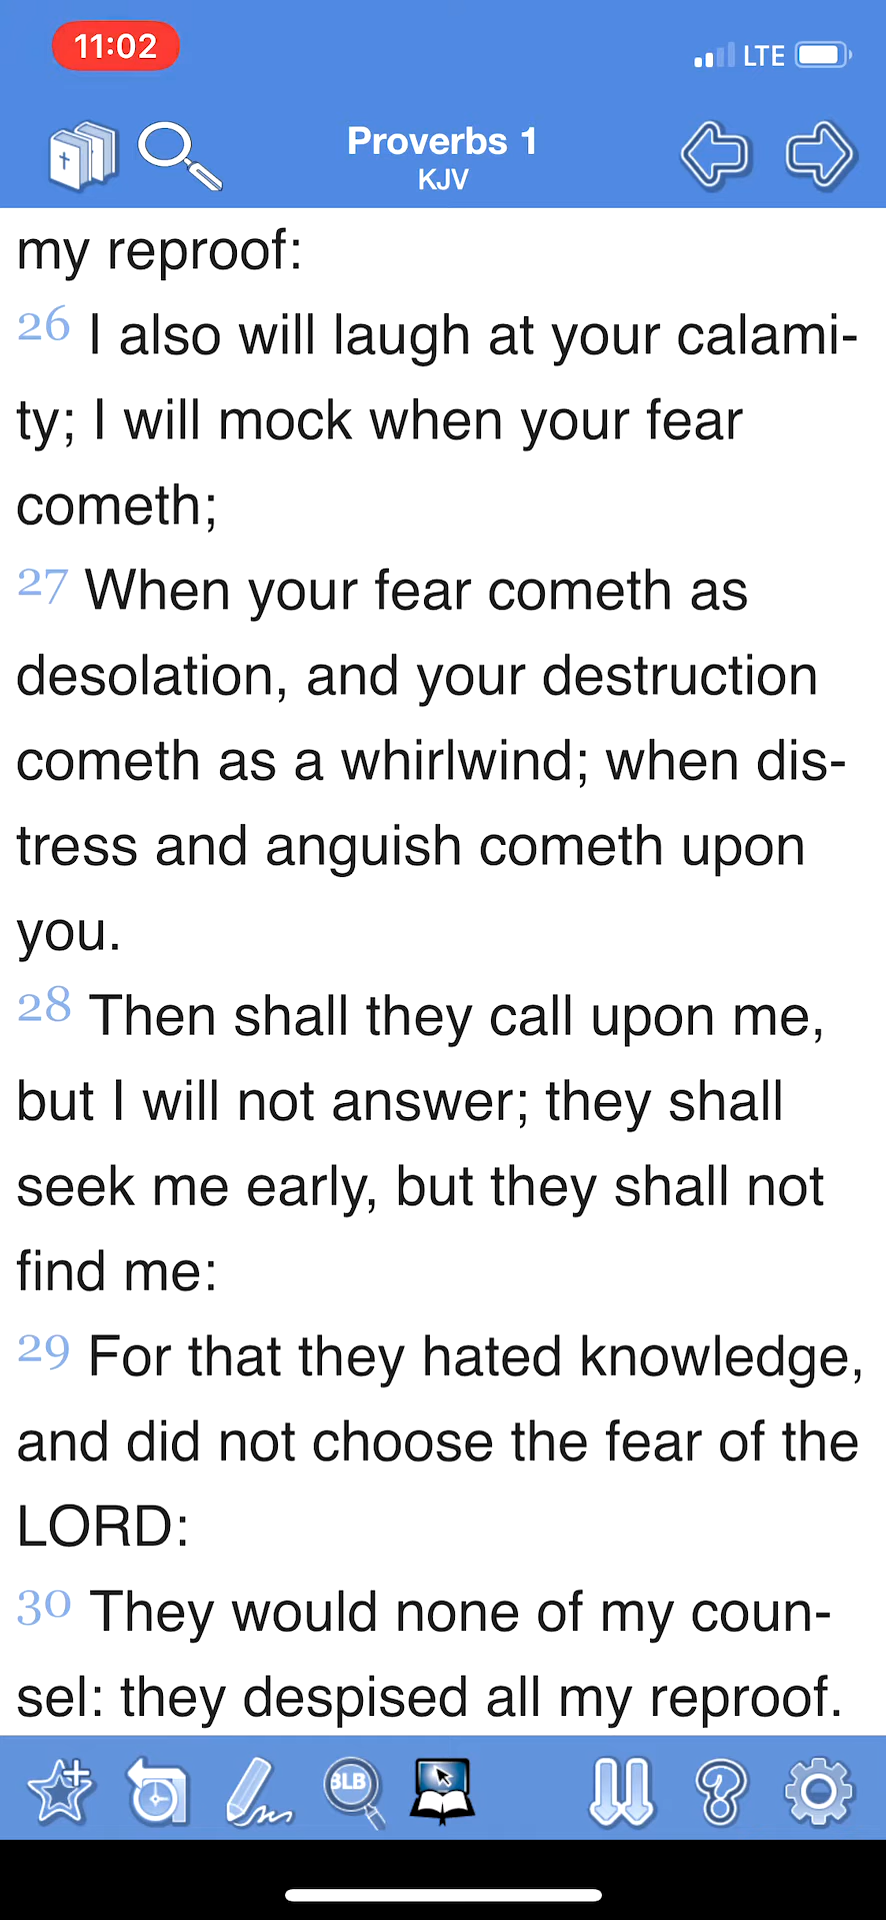 11:02
LTE
Proverbs 1
KJV
my reproof:
26 I also will laugh at your calami-
ty; I will mock when your fear
cometh;
27 When your fear cometh as
desolation, and your destruction
cometh as a whirlwind; when dis-
tress and anguish cometh upon
you.
28 Then shall they call upon me,
but I will not answer; they shall
seek me early, but they shall not
find me:
29 For that they hated knowledge,
and did not choose the fear of the
LORD:
30 They would none of my coun-
sel: they despised all my reproof.
BLB